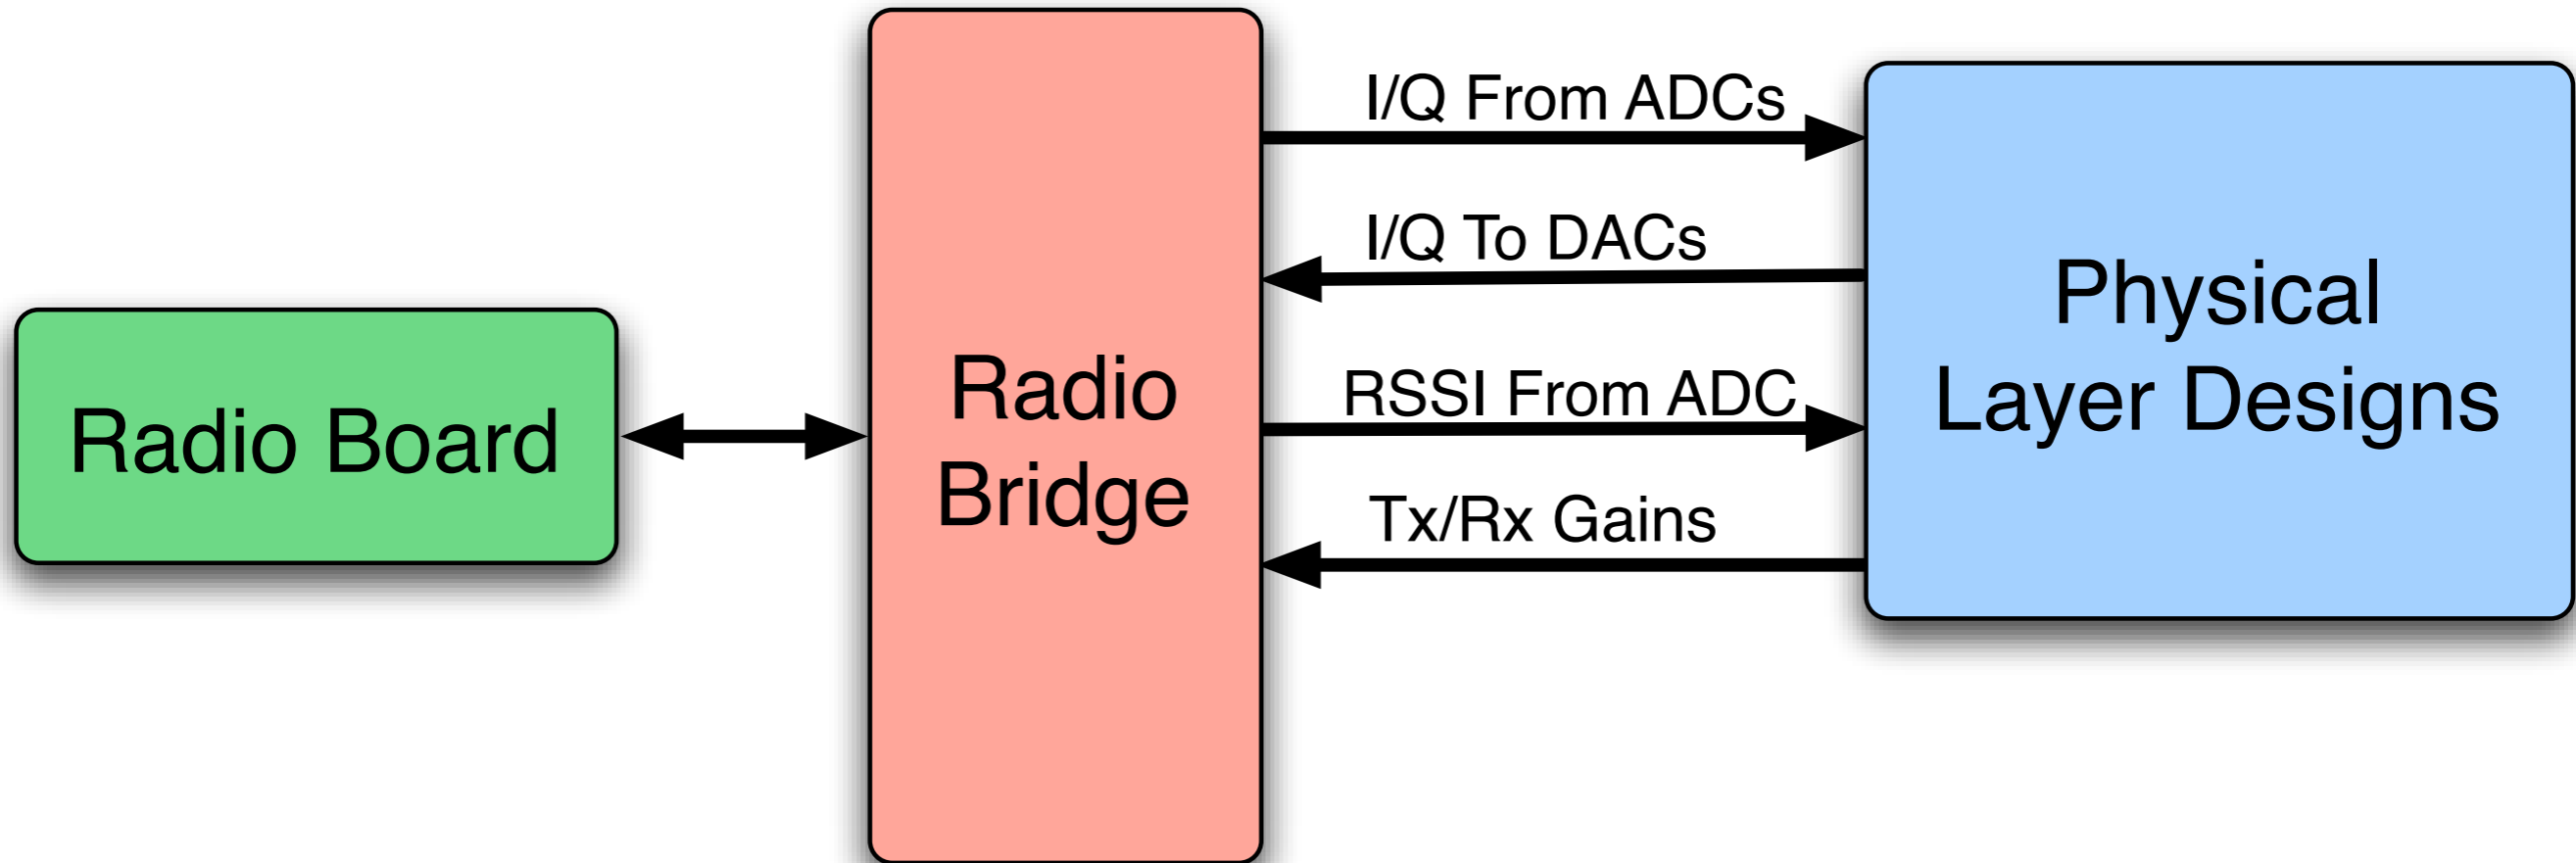 Radio Board
Radio
Bridge
I/Q From ADCs
I/Q To DACs
RSSI From ADC
Tx/Rx Gains
Physical
Layer Designs